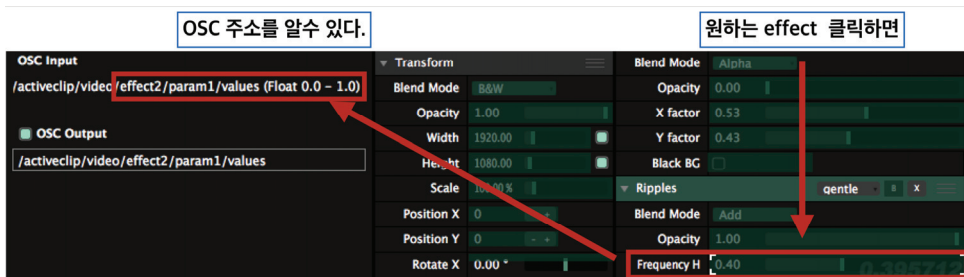 OSC 주소를 알수 있다.
원하는 effect 클릭하면
OSC Input
/activeclip/video/effect2/param1/values (Float 0.0 - 1.0)
OSC Output
/activeclip/video/effect2/param1/values
Transform
Blend Mode B&W
Opacity 1.00
Width 1920.00
Height 1080.00
Scale 100.00 %
Position X 0 - +
Position Y 0 - +
Rotate X 0.00 °
Blend Mode Alpha
Opacity 0.00
X factor 0.53
Y factor 0.43
Black BG
Ripples gentle B X
Blend Mode Add
Opacity 1.00
Frequency H 0.40